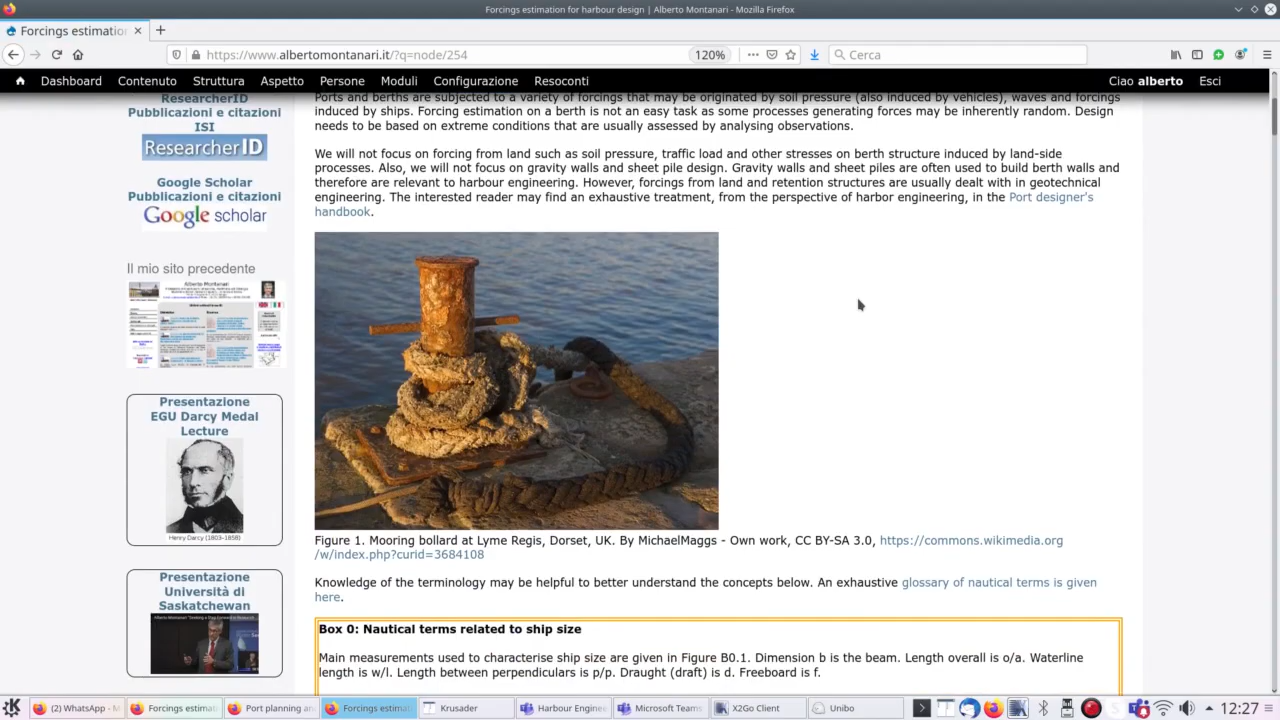 Forcings estimation for harbour design | Alberto Montanari - Mozilla Firefox
Forcings estimation
https://www.albertomontanari.it/?q=node/254
120%
Cerca
Dashboard Contenuto Struttura Aspetto Persone Moduli Configurazione Resoconti
Ciao alberto Esci
ResearcherID
Pubblicazioni e citazioni
ISI
ResearcherID
Google Scholar
Pubblicazioni e citazioni
Google scholar
Il mio sito precedente
Alberto Montanari
Presentazione
EGU Darcy Medal
Lecture
Henry Darcy (1803-1858)
Presentazione
Università di
Saskatchewan
Ports and berths are subjected to a variety of forcings that may be originated by soil pressure (also induced by vehicles), waves and forcings
induced by ships. Forcing estimation on a berth is not an easy task as some processes generating forces may be inherently random. Design
needs to be based on extreme conditions that are usually assessed by analysing observations.
We will not focus on forcing from land such as soil pressure, traffic load and other stresses on berth structure induced by land-side
processes. Also, we will not focus on gravity walls and sheet pile design. Gravity walls and sheet piles are often used to build berth walls and
therefore are relevant to harbour engineering. However, forcings from land and retention structures are usually dealt with in geotechnical
engineering. The interested reader may find an exhaustive treatment, from the perspective of harbor engineering, in the Port designer's
handbook.
Figure 1. Mooring bollard at Lyme Regis, Dorset, UK. By MichaelMaggs - Own work, CC BY-SA 3.0, https://commons.wikimedia.org
/w/index.php?curid=3684108
Knowledge of the terminology may be helpful to better understand the concepts below. An exhaustive glossary of nautical terms is given
here.
Box 0: Nautical terms related to ship size
Main measurements used to characterise ship size are given in Figure B0.1. Dimension b is the beam. Length overall is o/a. Waterline
length is w/l. Length between perpendiculars is p/p. Draught (draft) is d. Freeboard is f.
(2) WhatsApp - M
Forcings estimat
Port planning an
Forcings estimat
Krusader
Harbour Enginee
Microsoft Teams
X2Go Client
Unibo
12:27